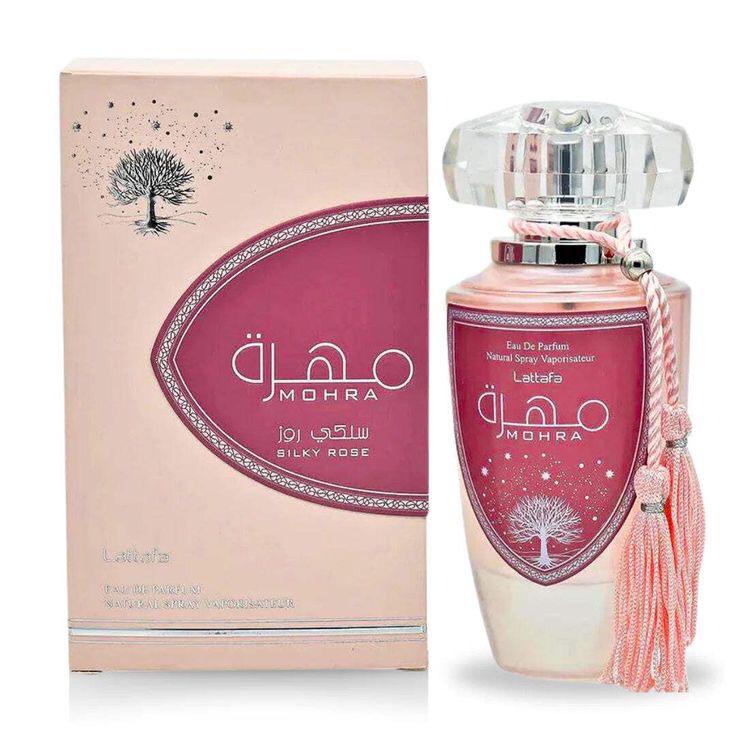 مهرة
MOHRA
سلكي روز
SILKY ROSE
Lattafa
EAU DE PARFUM
NATURAL SPRAY VAPORISATEUR
Eau De Parfum
Natural Spray Vaporisateur
Lattafa
مهرة
MOHRA